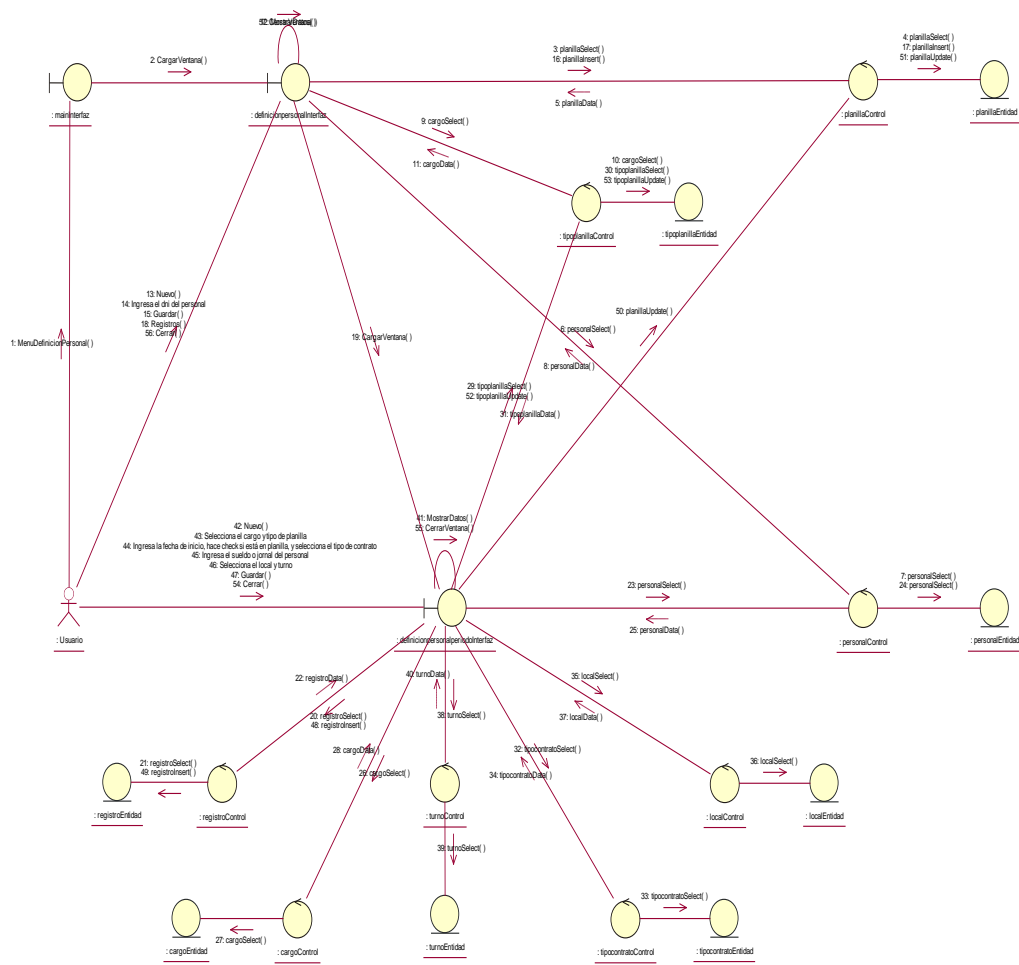 2: CargarVentana( )
3: planillaSelect( )
16: planillaInsert( )
4: planillaSelect( )
17: planillaInsert( )
51: planillaUpdate( )
5: planillaData( )
: mainInterfaz
: definicionpersonalInterfaz
: planillaControl
: planillaEntidad
9: cargoSelect( )
11: cargoData( )
10: cargoSelect( )
30: tipoplanillaSelect( )
53: tipoplanillaUpdate( )
: tipoplanillaControl
: tipoplanillaEntidad
13: Nuevo( )
14: Ingresa el dni del personal
15: Guardar( )
18: Registros( )
56: Cerrar( )
1: MenuDefinicionPersonal( )
19: CargarVentana( )
50: planillaUpdate( )
6: personalSelect( )
8: personalData( )
29: tipoplanillaSelect( )
52: tipoplanillaUpdate( )
31: tipoplanillaData( )
41: MostrarDatos( )
55: CerrarVentana( )
42: Nuevo( )
43: Selecciona el cargo y tipo de planilla
44: Ingresa la fecha de inicio, hace check si está en planilla, y selecciona el tipo de contrato
45: Ingresa el sueldo o jornal del personal
46: Selecciona el local y turno
47: Guardar( )
54: Cerrar( )
23: personalSelect( )
25: personalData( )
7: personalSelect( )
24: personalSelect( )
: Usuario
: definicionpersonalperiodoInterfaz
: personalControl
: personalEntidad
22: registroData( )
20: registroSelect( )
48: registroInsert( )
40: turnoData( )
38: turnoSelect( )
35: localSelect( )
37: localData( )
28: cargoData( )
26: cargoSelect( )
32: tipocontratoSelect( )
34: tipocontratoData( )
21: registroSelect( )
49: registroInsert( )
36: localSelect( )
: registroEntidad
: registroControl
: turnoControl
: localControl
: localEntidad
39: turnoSelect( )
33: tipocontratoSelect( )
27: cargoSelect( )
: cargoEntidad
: cargoControl
: turnoEntidad
: tipocontratoControl
: tipocontratoEntidad